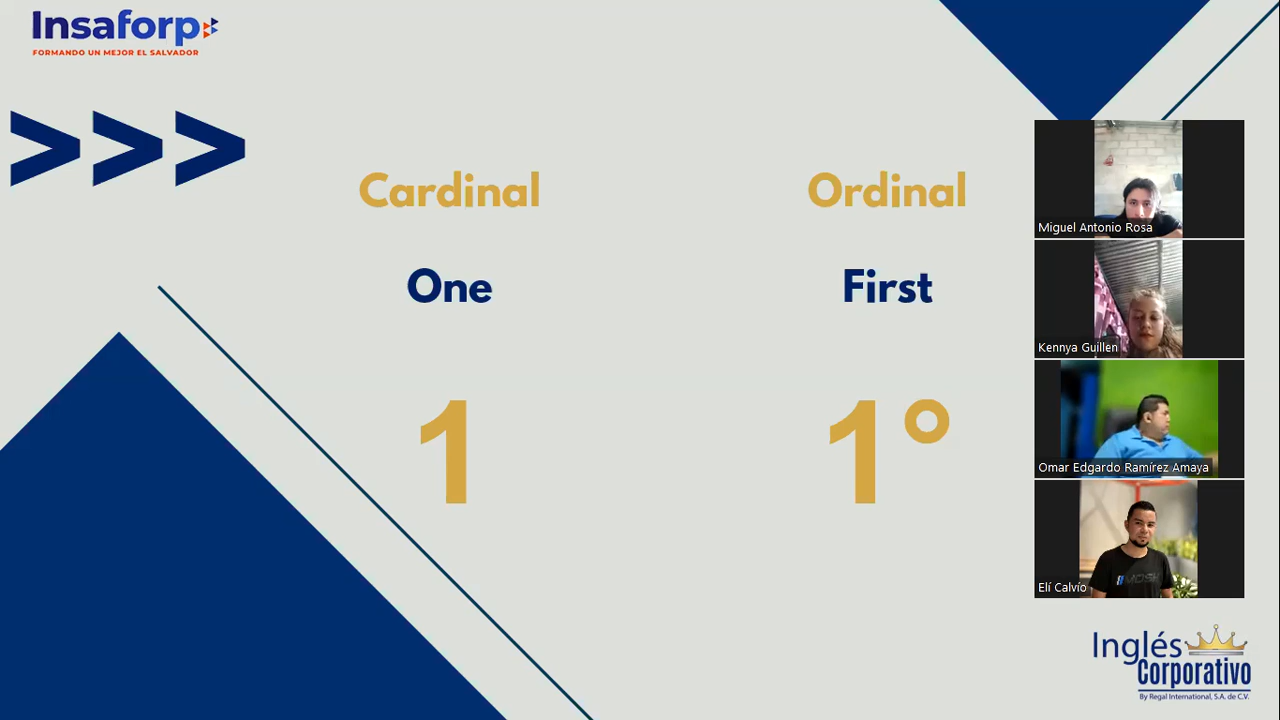 Insaforp
FORMANDO UN MEJOR EL SALVADOR
>>>
Cardinal
Ordinal
One
First
1
1°
Miguel Antonio Rosa
Kennya Guillen
Omar Edgardo Ramírez Amaya
Elí Calvío
Inglés
Corporativo
By Regal International, S.A. de C.V.